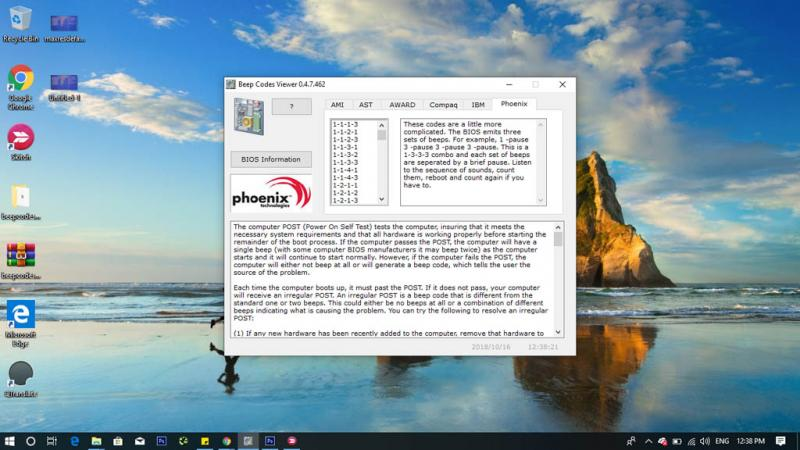 Recycle Bin
maxresdefa...
Google
Chrome
Untitled-1
Skitch
beepcodes...
beepcodes...
Microsoft
Edge
QTranslate
Beep Codes Viewer 0.4.7.462
?
BIOS Information
phoenix
technologies
AMI AST AWARD Compaq IBM Phoenix
1-1-1-3
1-1-2-1
1-1-2-3
1-1-3-1
1-1-3-2
1-1-3-3
1-1-4-1
1-1-4-3
1-2-1-1
1-2-1-2
1-2-1-3
These codes are a little more
complicated. The BIOS emits three
sets of beeps. For example, 1 -pause
3 -pause 3 -pause 3 -pause. This is a
1-3-3-3 combo and each set of beeps
are seperated by a brief pause. Listen
to the sequence of sounds, count
them, reboot and count again if you
have to.
The computer POST (Power On Self Test) tests the computer, insuring that it meets the
necessary system requirements and that all hardware is working properly before starting the
remainder of the boot process. If the computer passes the POST, the computer will have a
single beep (with some computer BIOS manufacturers it may beep twice) as the computer
starts and it will continue to start normally. However, if the computer fails the POST, the
computer will either not beep at all or will generate a beep code, which tells the user the
source of the problem.
Each time the computer boots up, it must past the POST. If it does not pass, your computer
will receive an irregular POST. An irregular POST is a beep code that is different from the
standard one or two beeps. This could either be no beeps at all or a combination of different
beeps indicating what is causing the problem. You can try the following to resolve an irregular
POST:
(1) If any new hardware has been recently added to the computer, remove that hardware to
2018/10/16 12:38:21
ENG 12:38 PM